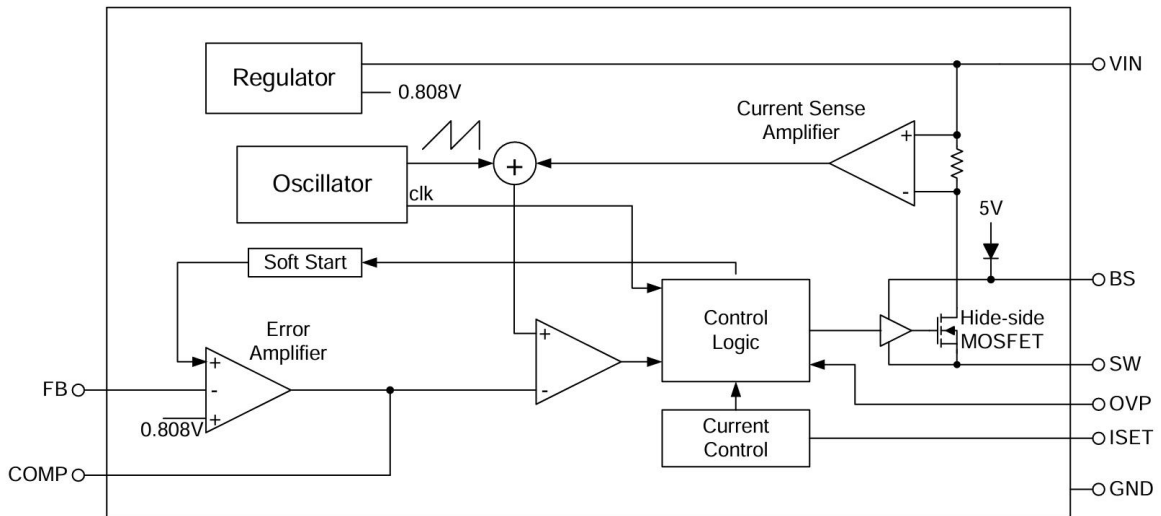 Regulator
VIN
0.808V
Current Sense
Amplifier
+
-
+
Oscillator
clk
5V
Soft Start
BS
Control
Logic
Hide-side
MOSFET
Error
Amplifier
+
-
+
0.808V
+
-
FB
SW
OVP
Current
Control
ISET
COMP
GND